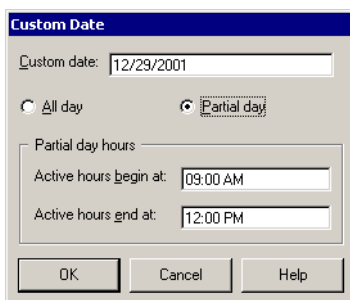 Custom Date
Custom date: 12/29/2001
All day Partial day
Partial day hours
Active hours begin at: 09:00 AM
Active hours end at: 12:00 PM
OK Cancel Help